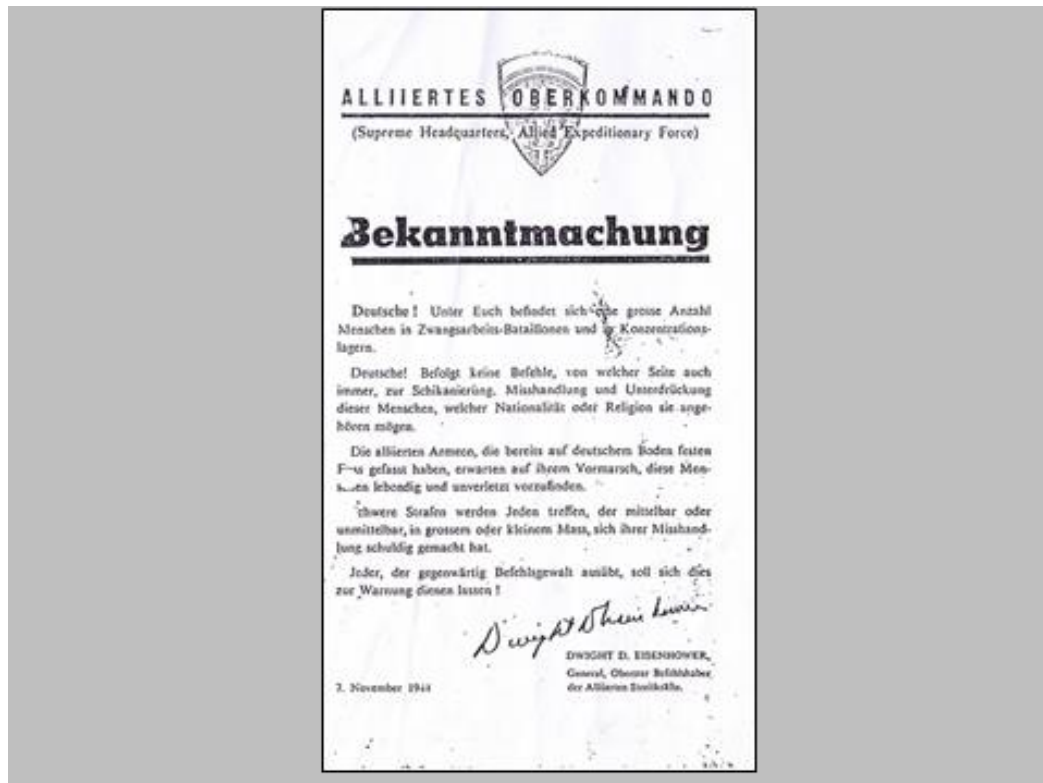 ALLIIERTES OBERKOMMANDO
(Supreme Headquarters, Allied Expeditionary Force)
Bekanntmachung
Deutsche! Unter Euch befindet sich eine grosse Anzahl
Menschen in Zwangsarbeits-Bataillonen und in Konzentrations-
lagern.
Deutsche! Befolgt keine Befehle, von welcher Seite auch
immer, zur Schikanierung, Misshandlung und Unterdrückung
dieser Menschen, welcher Nationalität oder Religion sie ange-
hören mögen.
Die alliierten Armeen, die bereits auf deutschem Boden festen
gefasst haben, erwarten auf ihrem Vormarsch, diese Men-
lebendig und unverletzt vorzufinden.
chwere Strafen werden Jeden treffen, der mittelbar oder
unmittelbar, in grossem oder kleinem Mass, sich ihrer Misshand-
lung schuldig gemacht hat.
Jeder, der gegenwärtig Befehlsgewalt ausübt, soll sich dies
zur Warnung dienen lassen!
Dwight D Eisenhower
DWIGHT D. EISENHOWER,
General, Oberster Befehlshaber
der Alliierten Streitkräfte.
7. November 1944